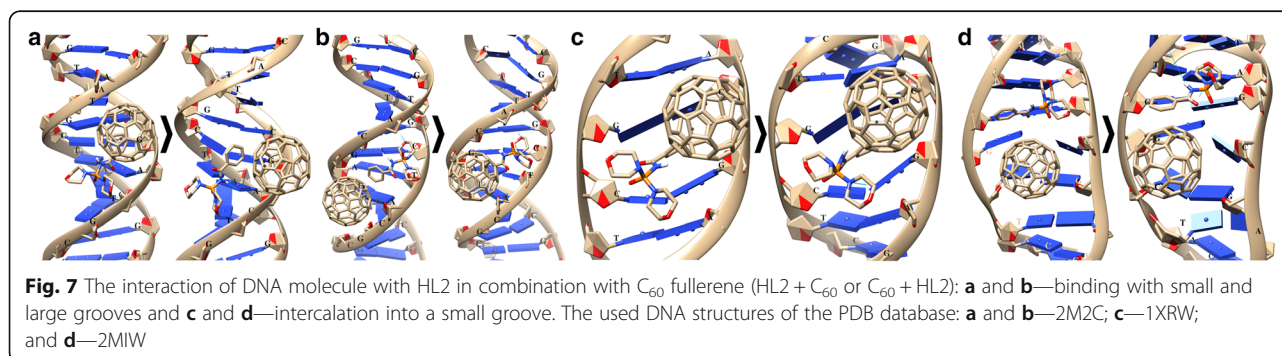 a b c d
Fig. 7 The interaction of DNA molecule with HL2 in combination with C60 fullerene (HL2 + C60 or C60 + HL2): a and b—binding with small and
large grooves and c and d—intercalation into a small groove. The used DNA structures of the PDB database: a and b—2M2C; c—1XRW;
and d—2MIW